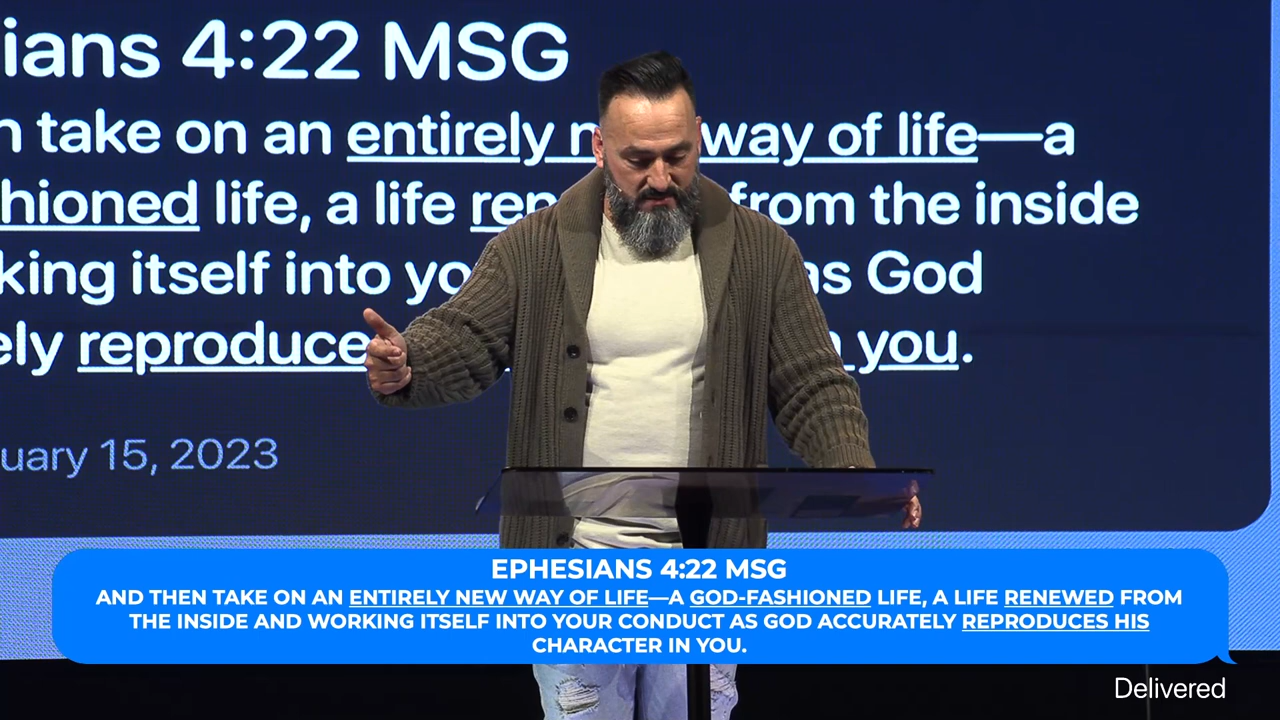 ians 4:22 MSG
take on an entirely way of life—a
hioned life, a life from the inside
king itself into as God
ely reproduce you.
uary 15, 2023
EPHESIANS 4:22 MSG
AND THEN TAKE ON AN ENTIRELY NEW WAY OF LIFE—A GOD-FASHIONED LIFE, A LIFE RENEWED FROM
THE INSIDE AND WORKING ITSELF INTO YOUR CONDUCT AS GOD ACCURATELY REPRODUCES HIS
CHARACTER IN YOU.
Delivered